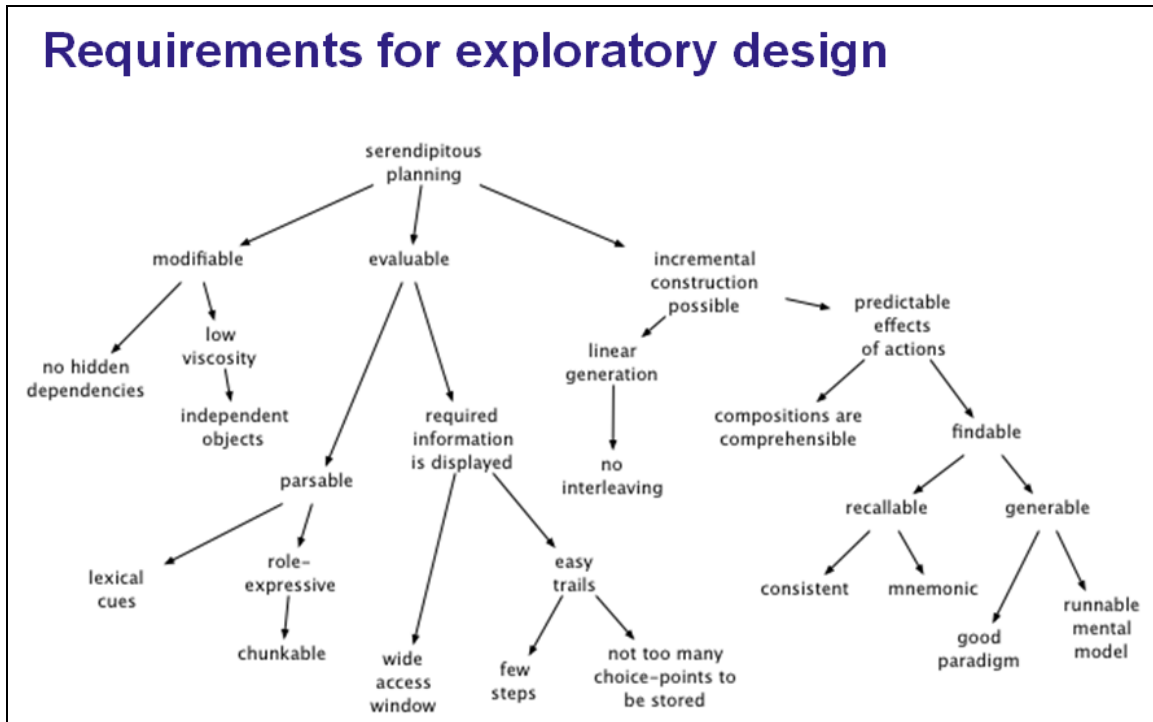 Requirements for exploratory design
serendipitous
planning
modifiable
evaluable
incremental
construction
possible
predictable
effects
of actions
no hidden
dependencies
low
viscosity
independent
objects
linear
generation
no
interleaving
compositions are
comprehensible
findable
required
information
is displayed
parsable
recallable
generable
lexical
cues
role-
expressive
chunkable
easy
trails
wide
access
window
few
steps
not too many
choice-points to
be stored
consistent
mnemonic
good
paradigm
runnable
mental
model